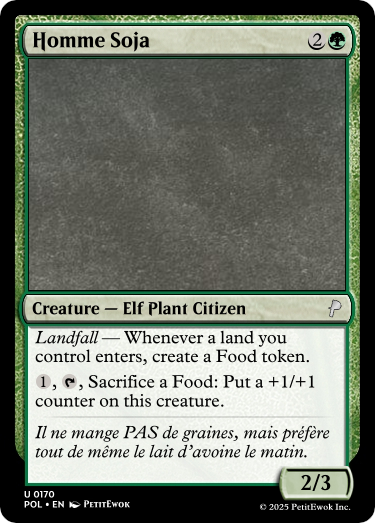 Homme Soja 2
Creature — Elf Plant Citizen
Landfall — Whenever a land you
control enters, create a Food token.
1, , Sacrifice a Food: Put a +1/+1
counter on this creature.
Il ne mange PAS de graines, mais préfère
tout de même le lait d'avoine le matin.
2/3
U 0170
POL • EN PetitEwok
© 2025 PetitEwok Inc.